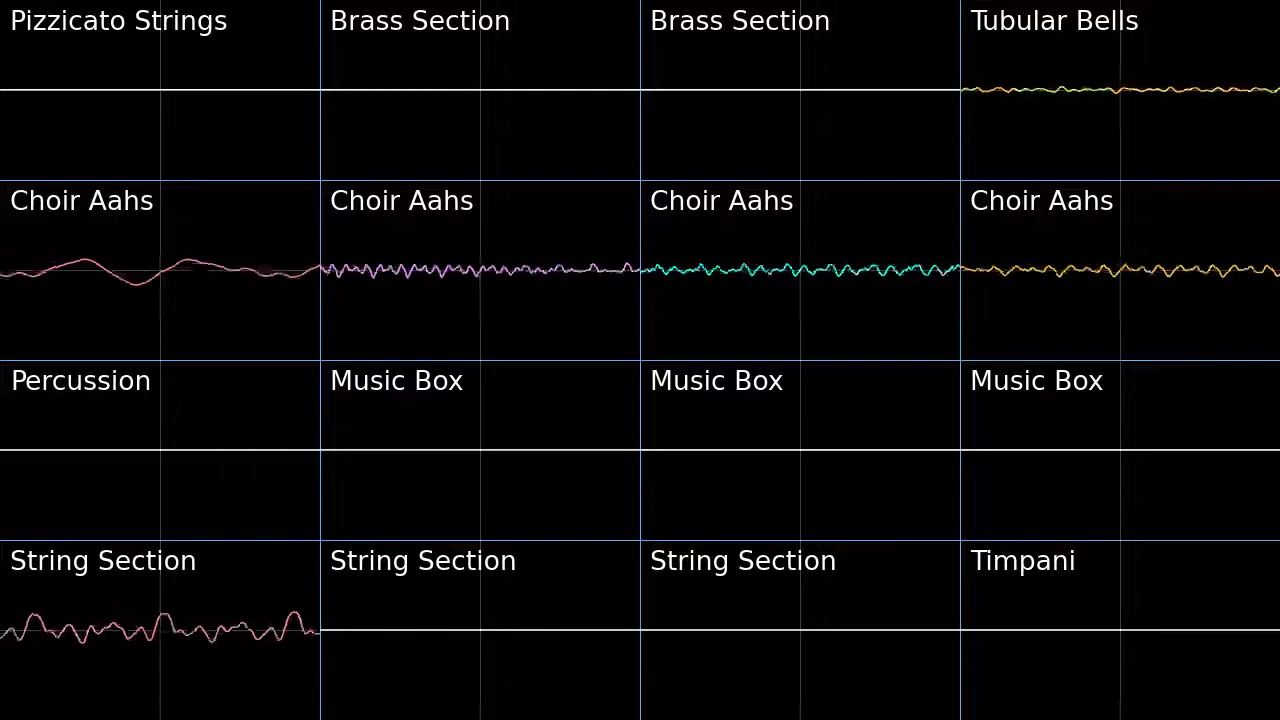 Pizzicato Strings
Brass Section
Brass Section
Tubular Bells
Choir Aahs
Choir Aahs
Choir Aahs
Choir Aahs
Percussion
Music Box
Music Box
Music Box
String Section
String Section
String Section
Timpani